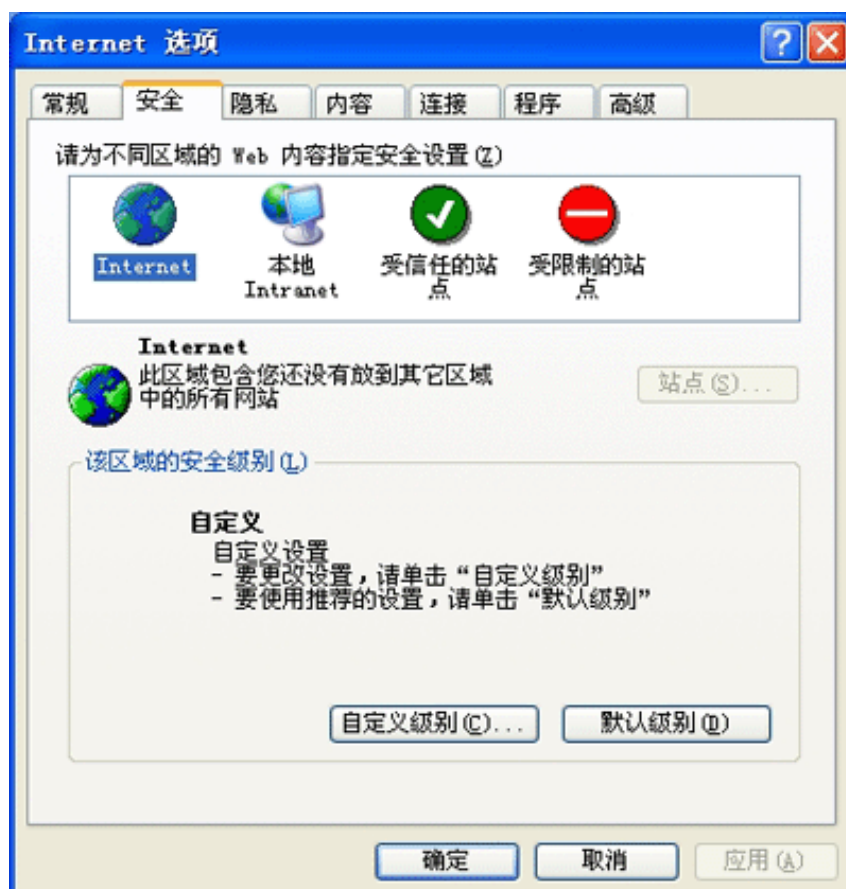 Internet 选项
常规 安全 隐私 内容 连接 程序 高级
请为不同区域的 Web 内容指定安全设置(Z)
Internet 本地 受信任的站 受限制的站
Intranet 点 点
Internet
此区域包含您还没有放到其它区域
中的所有网站
站点(S)...
该区域的安全级别(L)
自定义
自定义设置
- 要更改设置，请单击“自定义级别”
- 要使用推荐的设置，请单击“默认级别”
自定义级别(C)... 默认级别(D)
确定 取消 应用(A)